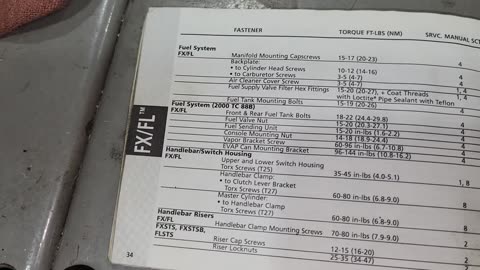 FASTENER TORQUE FT-LBS (NM) SRVC. MANUAL
Fuel System
FX/FL Manifold Mounting Capscrews 15-17 (20-23) 4
Backplate:
• to Cylinder Head Screws 10-12 (14-16) 4
• to Carburetor Screws 3-5 (4-7) 4
Air Cleaner Cover Screw 3-5 (4-7) 4
Fuel Supply Valve Filter Hex Fittings 15-20 (20-27), + Coat Threads 1, 4
with Loctite® Pipe Sealant with Teflon
Fuel Tank Mounting Bolts 15-19 (20-26) 4
Fuel System (2000 TC 88B)
FX/FL Front & Rear Fuel Tank Bolts 18-22 (24.4-29.8) 4
Fuel Valve Nut 15-20 (20.3-27.1) 4
Fuel Sending Unit 15-20 in-lbs (1.6-2.2) 4
Console Mounting Nut 14-18 (18.9-24.4) 4
Vapor Bracket Screw 60-96 in-lbs (6.7-10.8) 4
EVAP Can Mounting Bracket 96-144 in-lbs (10.8-16.2) 4
Handlebar/Switch Housing
FX/FL Upper and Lower Switch Housing
Screws (T25) 35-45 in-lbs (4.0-5.1) 1, 8
Handlebar Clamp:
• to Clutch Lever Bracket
Torx Screws (T27) 60-80 in-lbs (6.8-9.0) 8
Master Cylinder:
• to Handlebar Clamp
Torx Screws (T27) 60-80 in-lbs (6.8-9.0) 8
Handlebar Risers
FX/FL Handlebar Clamp Mounting Screws 70-80 in-lbs (7.9-9.0) 2
FXSTS, FXSTSB, Riser Cap Screws 12-15 (16-20) 2
FLSTS Riser Locknuts 25-35 (34-47) 2
34
FX/FL™